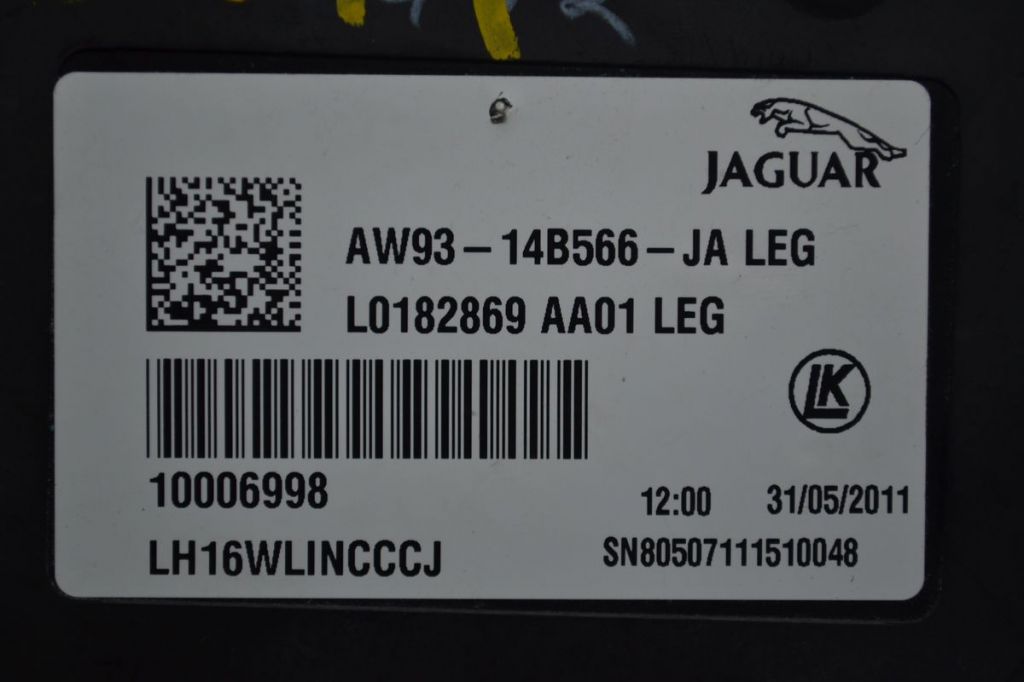 JAGUAR
AW93-14B566-JA LEG
L0182869 AA01 LEG
LK
10006998
12:00 31/05/2011
LH16WLINCCCJ
SN80507111510048